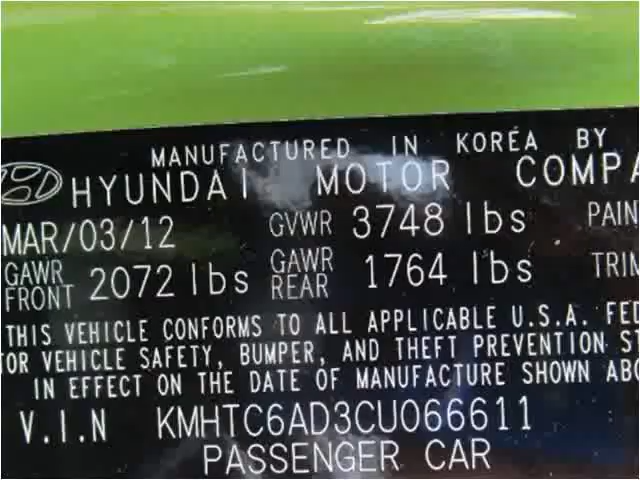 MANUFACTURED IN KOREA BY
HYUNDAI MOTOR COMPA
MAR/03/12 GVWR 3748 lbs PAIN
GAWR FRONT 2072 lbs GAWR REAR 1764 lbs TRIM
THIS VEHICLE CONFORMS TO ALL APPLICABLE U.S.A. FED
OR VEHICLE SAFETY, BUMPER, AND THEFT PREVENTION ST
IN EFFECT ON THE DATE OF MANUFACTURE SHOWN ABO
V.I.N KMHTC6AD3CU066611
PASSENGER CAR